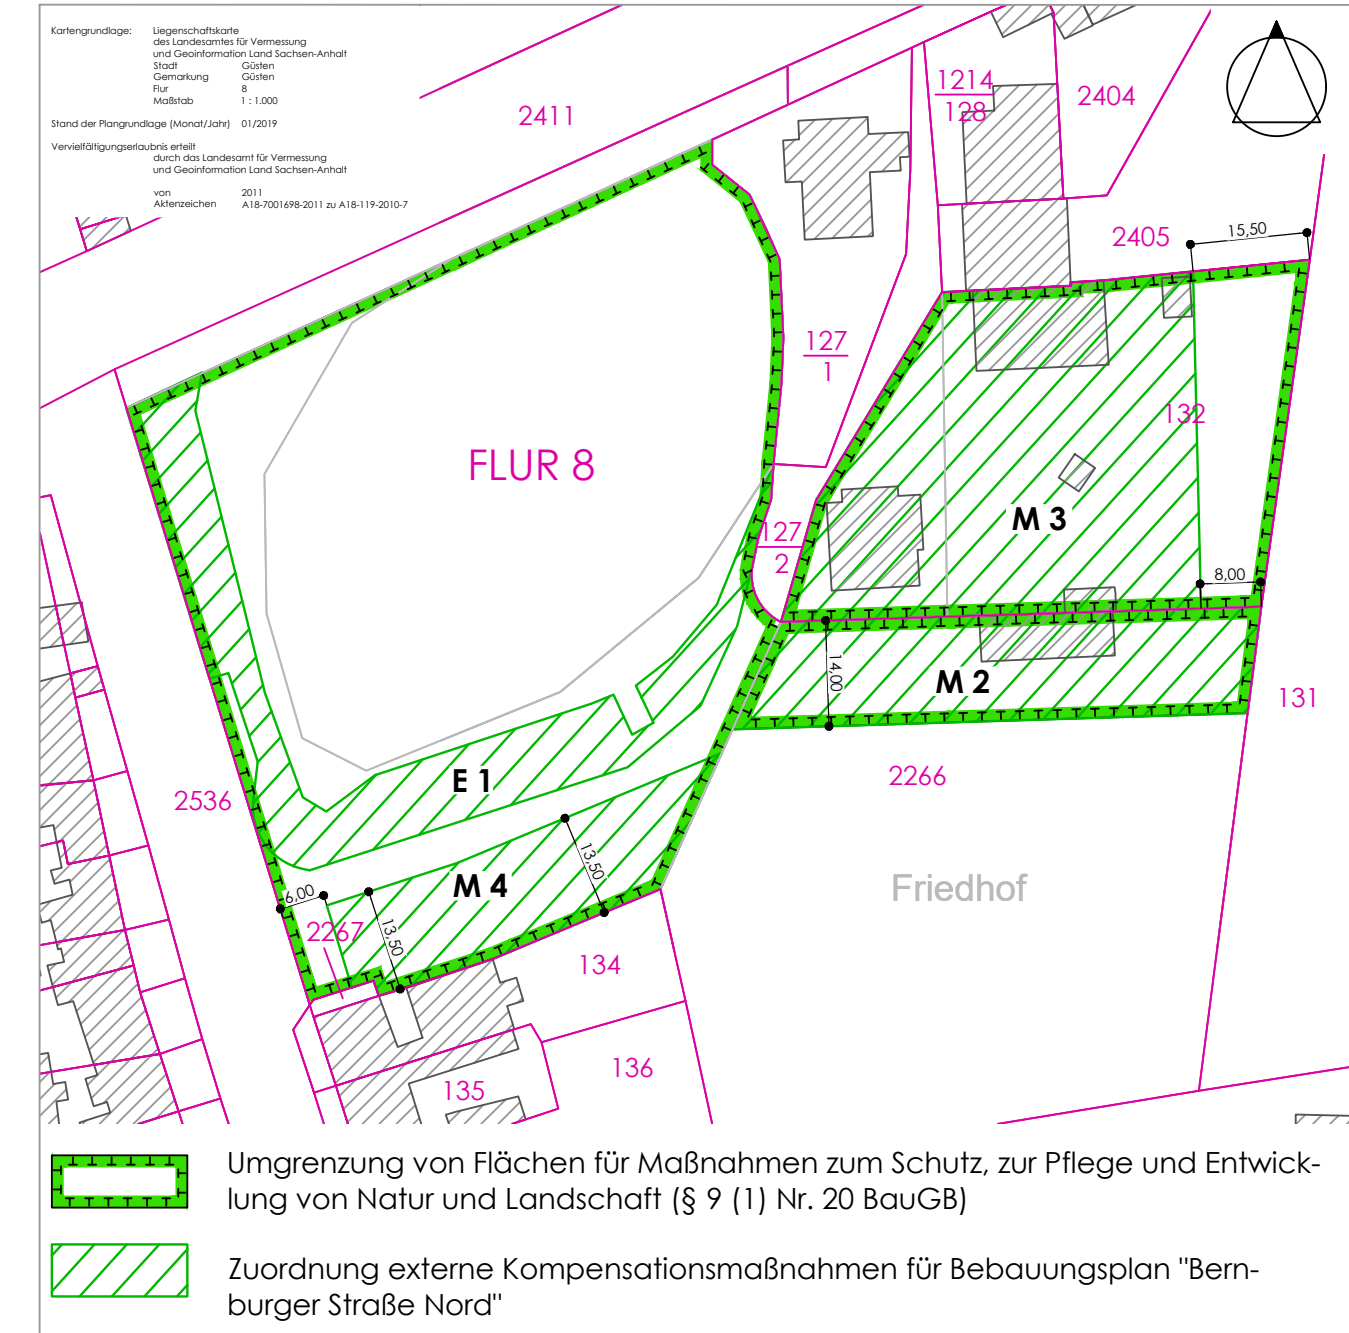 Kartengrundlage: Liegenschaftskarte
des Landesamtes für Vermessung
und Geoinformation Land Sachsen-Anhalt
Stadt Güsten
Gemarkung Güsten
Flur 8
Maßstab 1 : 1.000
Stand der Plangrundlage (Monat/Jahr) 01/2019
Vervielfältigungserlaubnis erteilt
durch das Landesamt für Vermessung
und Geoinformation Land Sachsen-Anhalt
von 2011
Aktenzeichen A18-7001698-2011 zu A18-119-2010-7
2411
1214
128
2404
2405
15,50
127
1
132
FLUR 8
M 3
127
2
8,00
14,00
M 2
131
2266
E 1
2536
13,50
M 4
6,00
Friedhof
2267
13,50
134
136
135
Umgrenzung von Flächen für Maßnahmen zum Schutz, zur Pflege und Entwick-
lung von Natur und Landschaft (§ 9 (1) Nr. 20 BauGB)
Zuordnung externe Kompensationsmaßnahmen für Bebauungsplan "Bern-
burger Straße Nord"